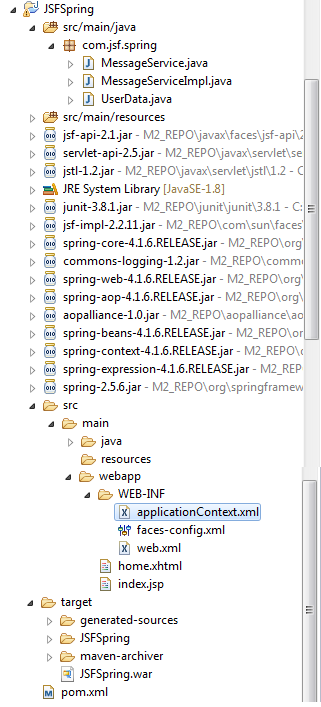 JSFSpring
src/main/java
com.jsf.spring
MessageService.java
MessageServiceImpl.java
UserData.java
src/main/resources
jsf-api-2.1.jar - M2_REPO\javax\faces\jsf-api\2
servlet-api-2.5.jar - M2_REPO\javax\servlet\se
jstl-1.2.jar - M2_REPO\javax\servlet\jstl\1.2 - C
JRE System Library [JavaSE-1.8]
junit-3.8.1.jar - M2_REPO\junit\junit\3.8.1 - C:
jsf-impl-2.2.11.jar - M2_REPO\com\sun\faces\
spring-core-4.1.6.RELEASE.jar - M2_REPO\org\
commons-logging-1.2.jar - M2_REPO\commo
spring-web-4.1.6.RELEASE.jar - M2_REPO\org\
spring-aop-4.1.6.RELEASE.jar - M2_REPO\org\
aopalliance-1.0.jar - M2_REPO\aopalliance\ao
spring-beans-4.1.6.RELEASE.jar - M2_REPO\or
spring-context-4.1.6.RELEASE.jar - M2_REPO\
spring-expression-4.1.6.RELEASE.jar - M2_REP
spring-2.5.6.jar - M2_REPO\org\springframew
src
main
java
resources
webapp
WEB-INF
applicationContext.xml
faces-config.xml
web.xml
home.xhtml
index.jsp
target
generated-sources
JSFSpring
maven-archiver
JSFSpring.war
pom.xml